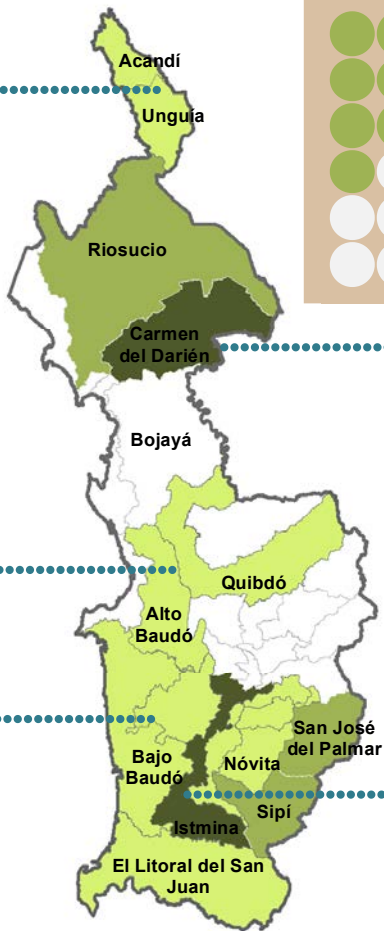 Acandí
Unguía
Riosucio
Carmen
del Darién
Bojayá
Quibdó
Alto
Baudó
San José
del Palmar
Bajo
Baudó
Nóvita
Sipí
Istmina
El Litoral del San
Juan